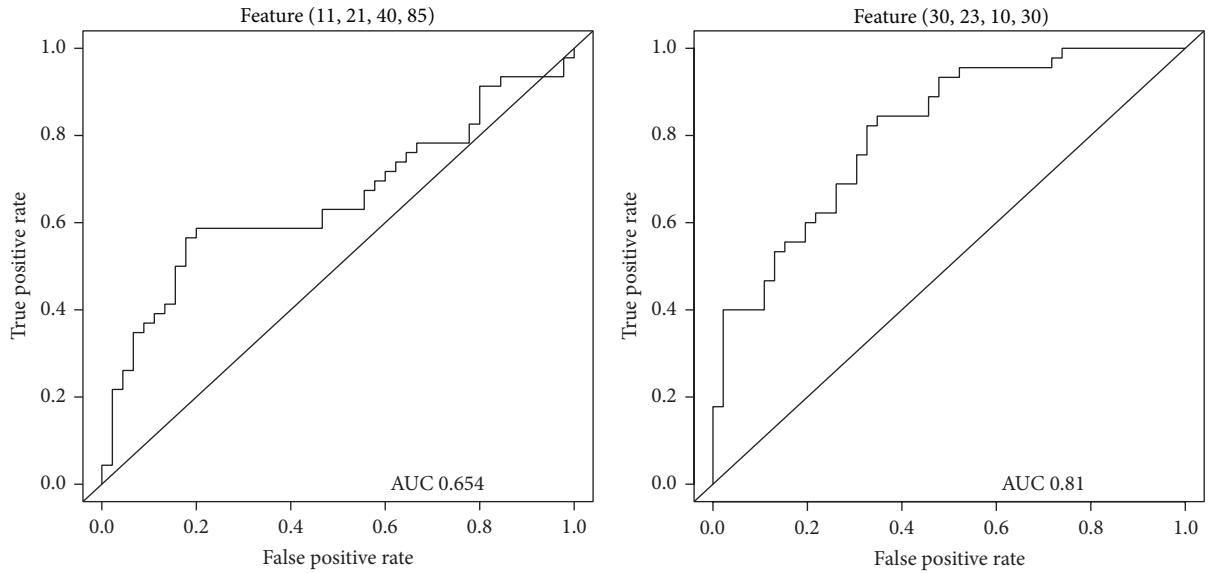 Feature (11, 21, 40, 85)
1.0
0.8
0.6
0.4
0.2
0.0
True positive rate
AUC 0.654
0.0 0.2 0.4 0.6 0.8 1.0
False positive rate
Feature (30, 23, 10, 30)
1.0
0.8
0.6
0.4
0.2
0.0
True positive rate
AUC 0.81
0.0 0.2 0.4 0.6 0.8 1.0
False positive rate